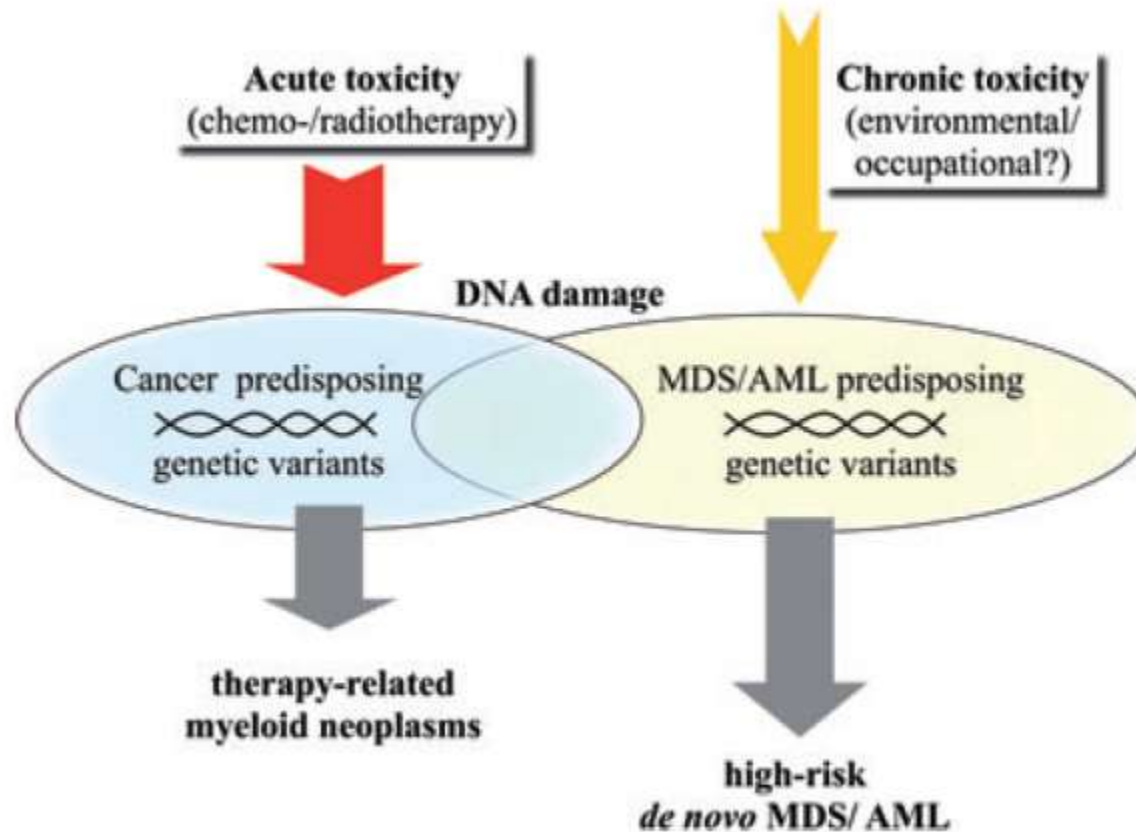 Acute toxicity
(chemo-/radiotherapy)
Chronic toxicity
(environmental/
occupational?)
DNA damage
Cancer predisposing
genetic variants
MDS/AML predisposing
genetic variants
therapy-related
myeloid neoplasms
high-risk
de novo MDS/ AML